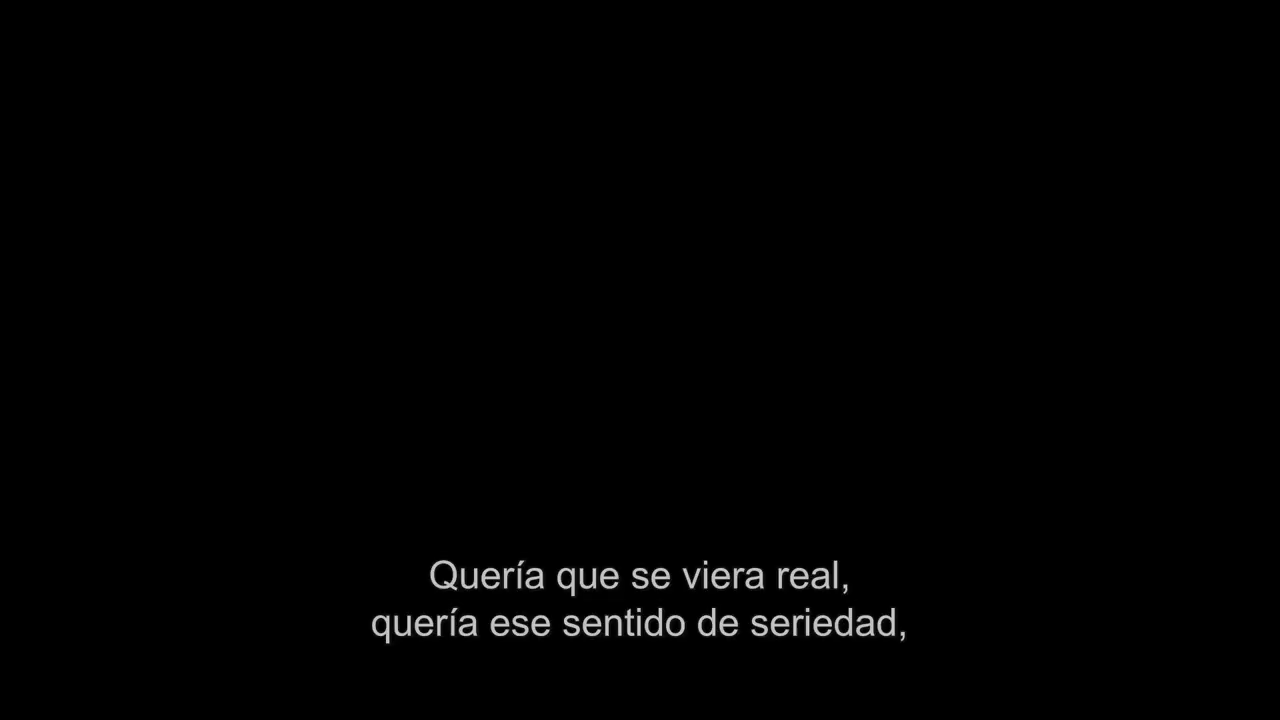 Quería que se viera real,
quería ese sentido de seriedad,